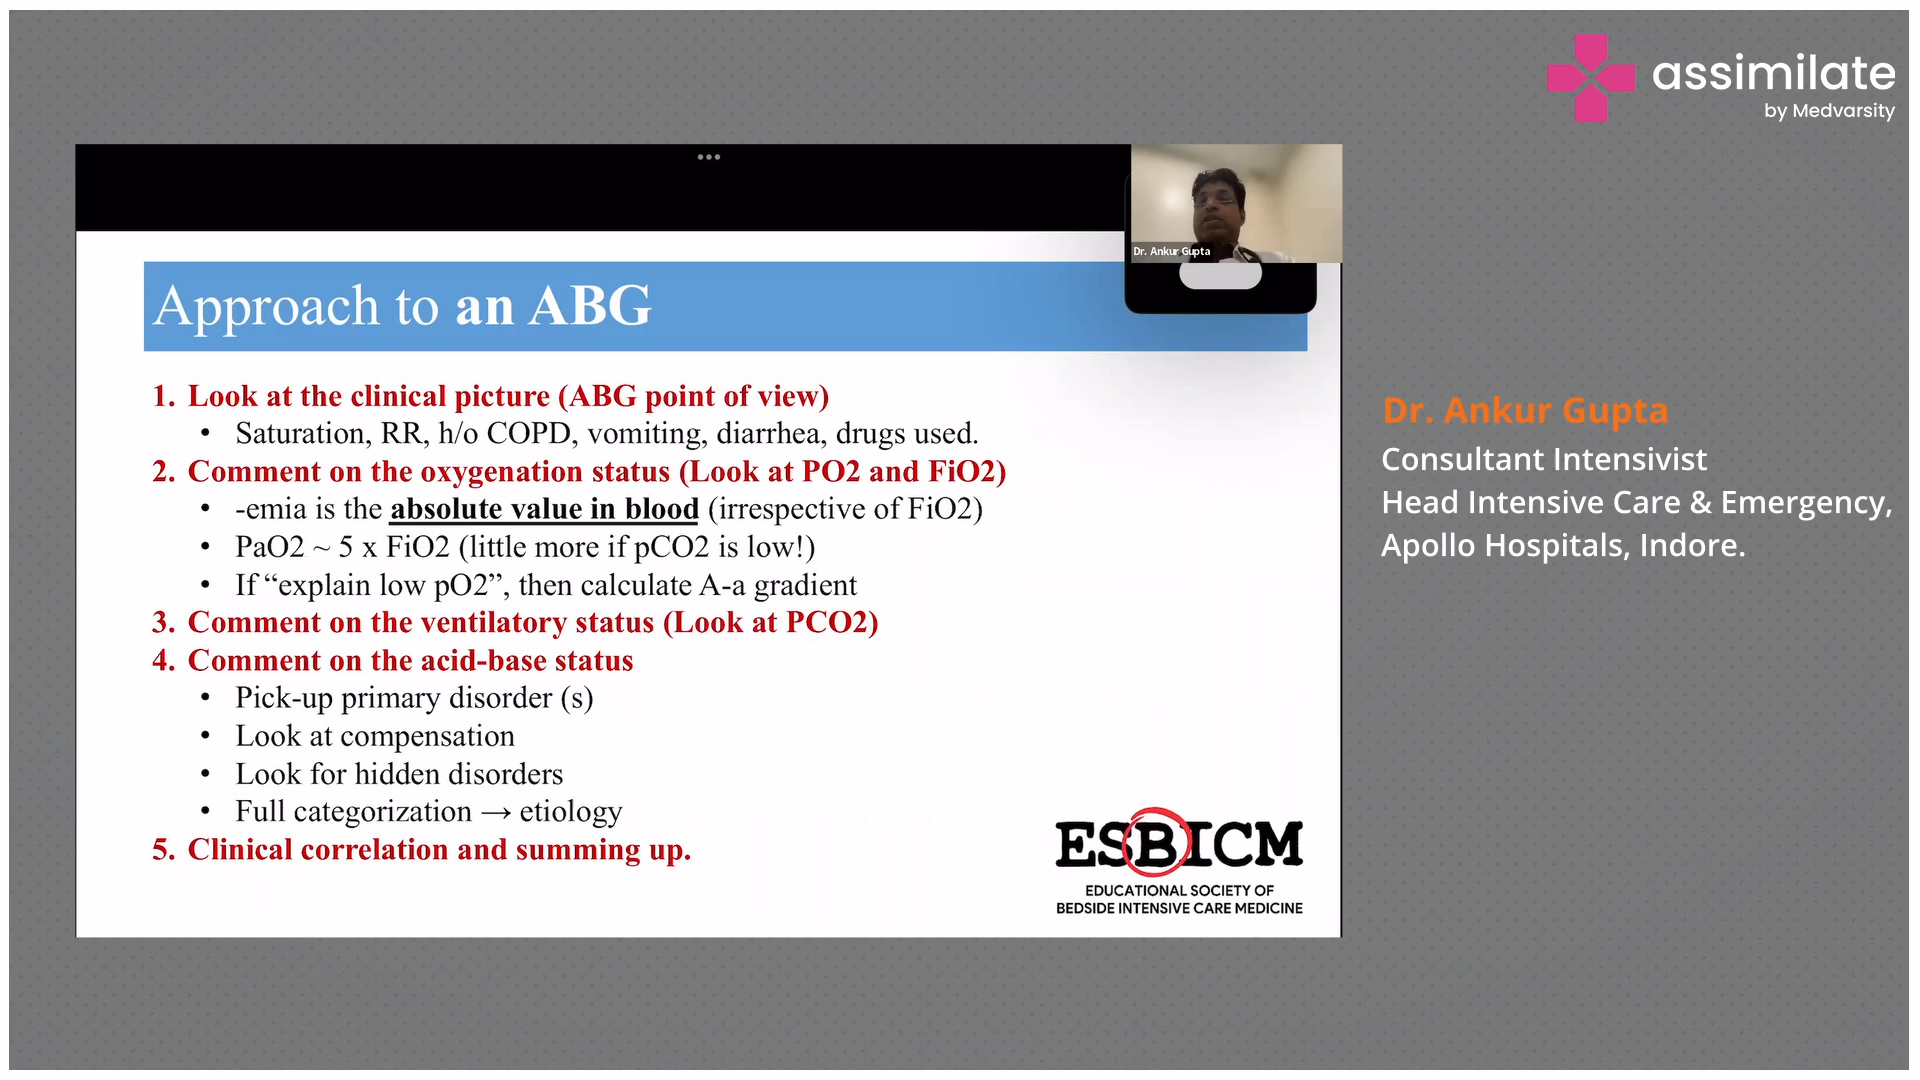 assimilate
by Medvarsity
•••
Dr. Ankur Gupta
Approach to an ABG
1. Look at the clinical picture (ABG point of view)
• Saturation, RR, h/o COPD, vomiting, diarrhea, drugs used.
2. Comment on the oxygenation status (Look at PO2 and FiO2)
• -emia is the absolute value in blood (irrespective of FiO2)
• PaO2 ~ 5 x FiO2 (little more if pCO2 is low!)
• If “explain low pO2”, then calculate A-a gradient
3. Comment on the ventilatory status (Look at PCO2)
4. Comment on the acid-base status
• Pick-up primary disorder (s)
• Look at compensation
• Look for hidden disorders
• Full categorization → etiology
5. Clinical correlation and summing up.
ESBICM
EDUCATIONAL SOCIETY OF
BEDSIDE INTENSIVE CARE MEDICINE
Dr. Ankur Gupta
Consultant Intensivist
Head Intensive Care & Emergency,
Apollo Hospitals, Indore.